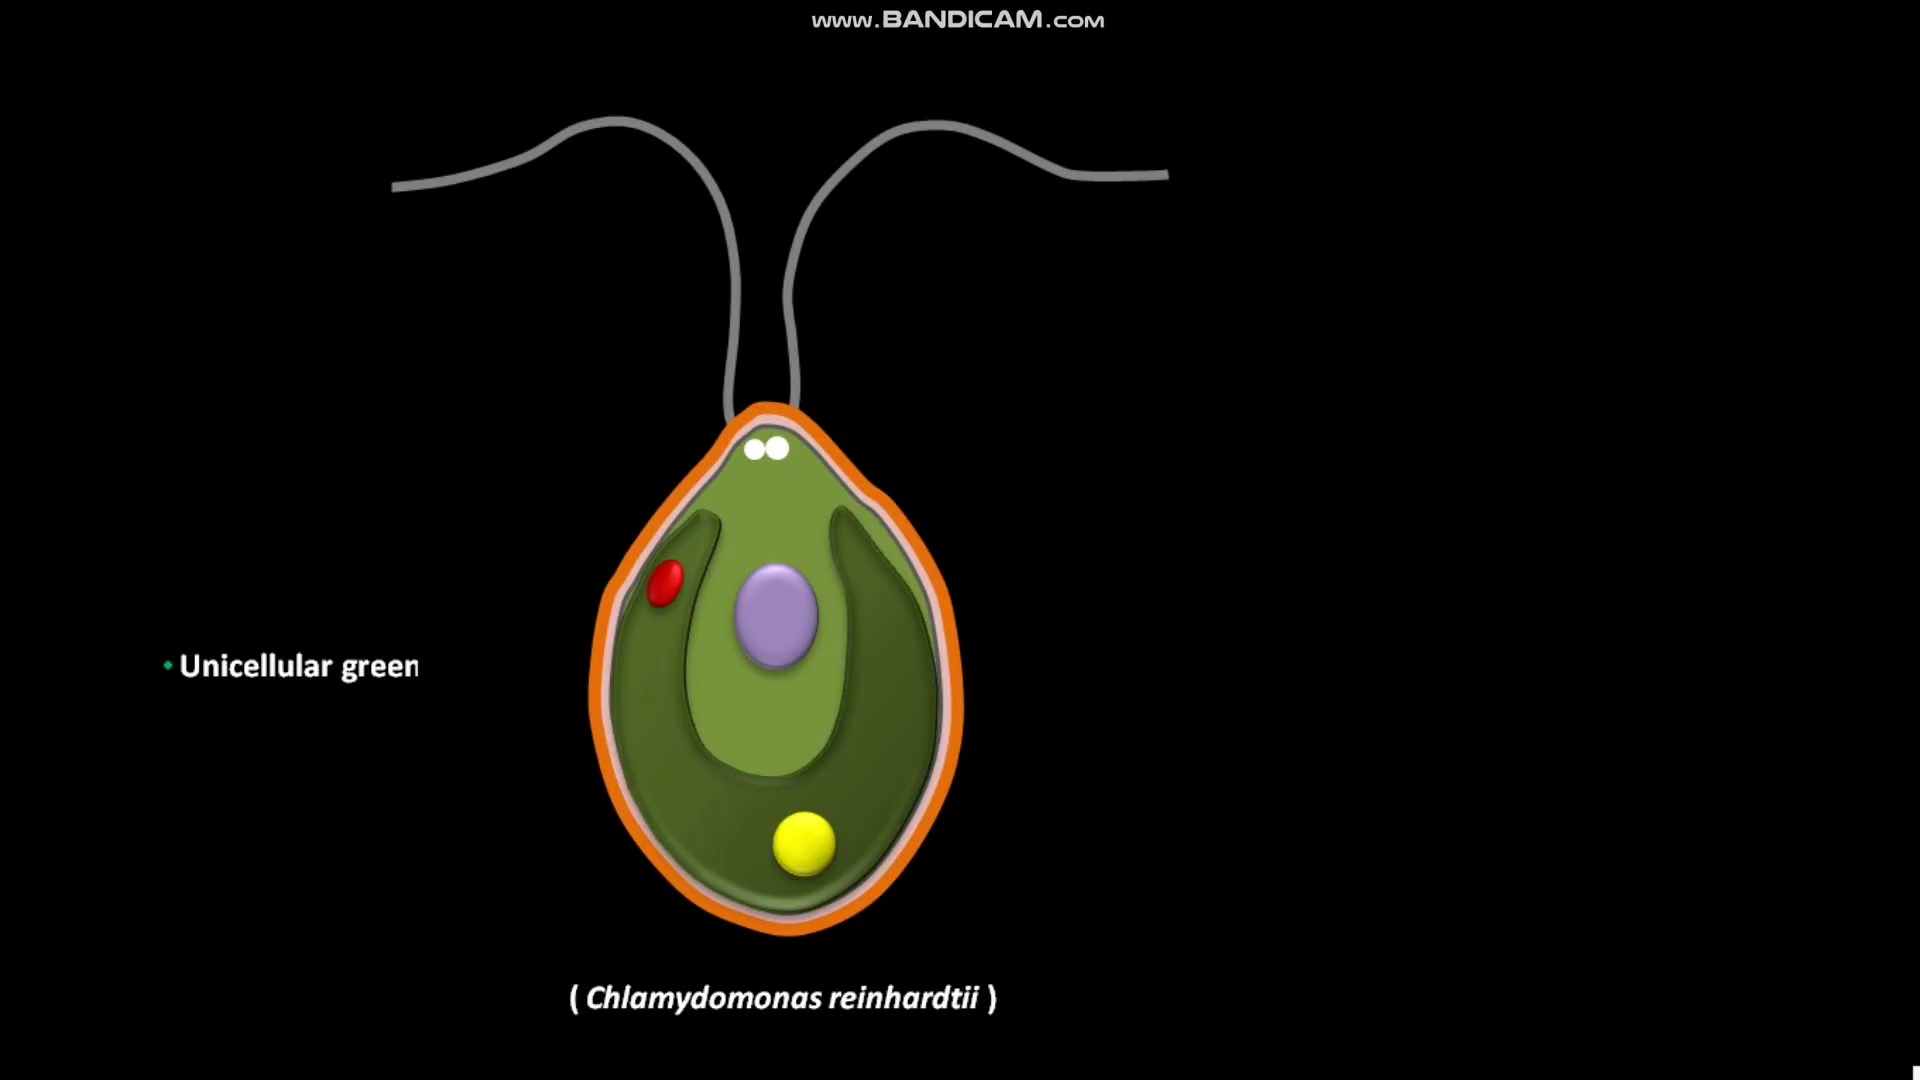 www.BANDICAM.com
• Unicellular green
( Chlamydomonas reinhardtii )